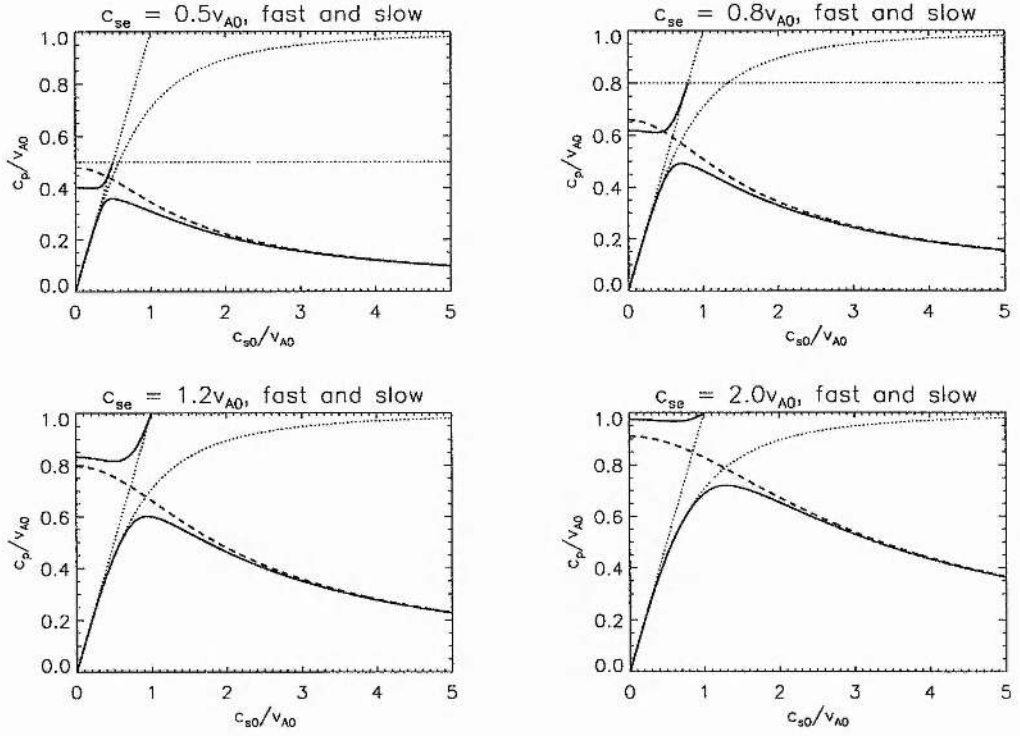 c_se = 0.5v_A0, fast and slow
1.0
0.8
0.6
0.4
0.2
0.0
c_p/v_A0
0 1 2 3 4 5
c_s0/v_A0
c_se = 0.8v_A0, fast and slow
1.0
0.8
0.6
0.4
0.2
0.0
c_p/v_A0
0 1 2 3 4 5
c_s0/v_A0
c_se = 1.2v_A0, fast and slow
1.0
0.8
0.6
0.4
0.2
0.0
c_p/v_A0
0 1 2 3 4 5
c_s0/v_A0
c_se = 2.0v_A0, fast and slow
1.0
0.8
0.6
0.4
0.2
0.0
c_p/v_A0
0 1 2 3 4 5
c_s0/v_A0